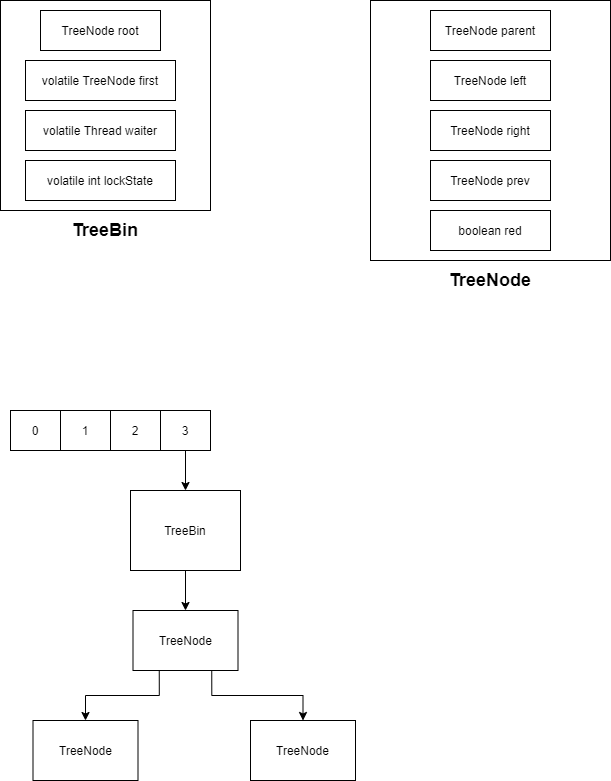 TreeNode root
volatile TreeNode first
volatile Thread waiter
volatile int lockState
TreeBin
TreeNode parent
TreeNode left
TreeNode right
TreeNode prev
boolean red
TreeNode
0 1 2 3
TreeBin
TreeNode
TreeNode
TreeNode